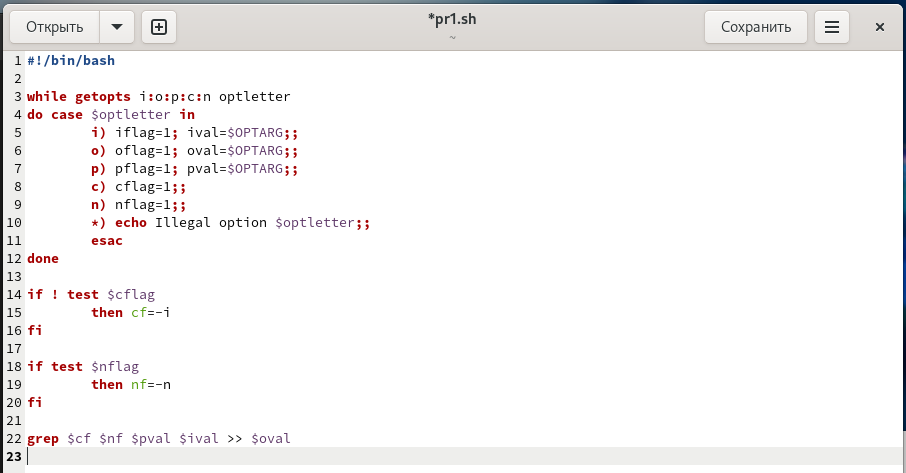 Открыть
*pr1.sh
~
Сохранить
1 #!/bin/bash
2
3 while getopts i:o:p:c:n optletter
4 do case $optletter in
5         i) iflag=1; ival=$OPTARG;;
6         o) oflag=1; oval=$OPTARG;;
7         p) pflag=1; pval=$OPTARG;;
8         c) cflag=1;;
9         n) nflag=1;;
10         *) echo Illegal option $optletter;;
11         esac
12 done
13
14 if ! test $cflag
15         then cf=-i
16 fi
17
18 if test $nflag
19         then nf=-n
20 fi
21
22 grep $cf $nf $pval $ival >> $oval
23